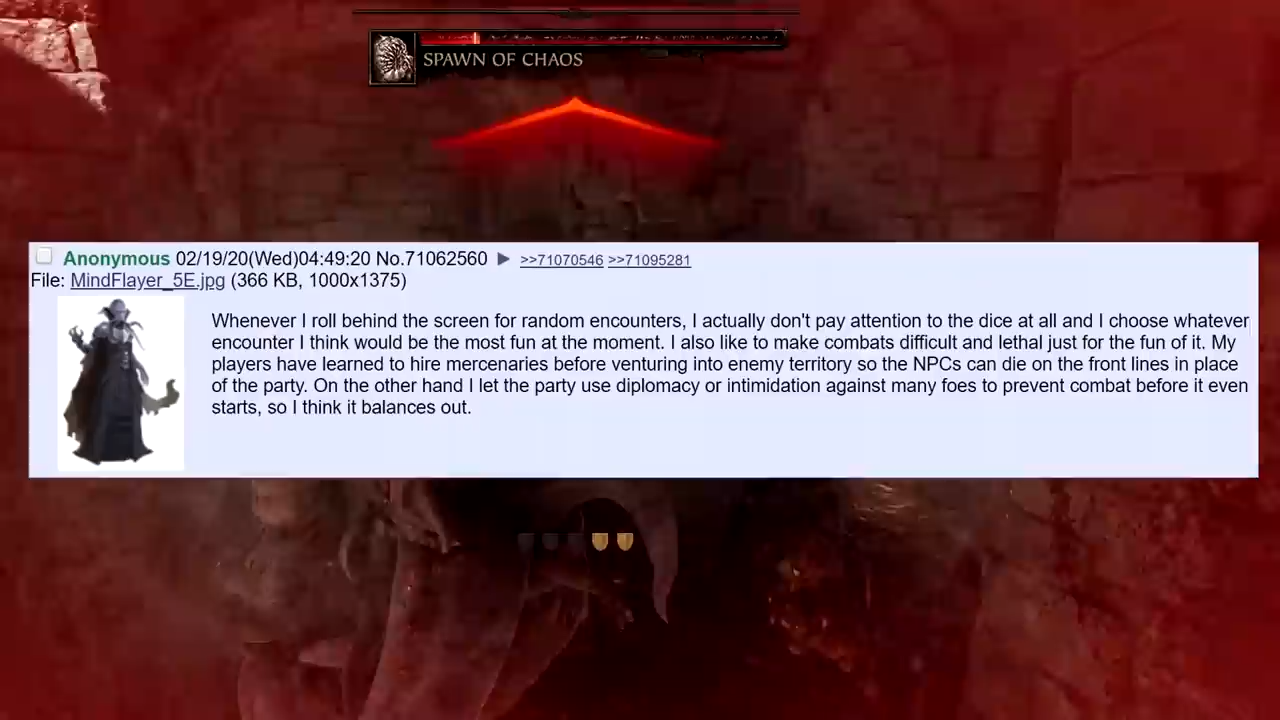 SPAWN OF CHAOS
Anonymous 02/19/20(Wed)04:49:20 No.71062560 ▶ >>71070546 >>71095281
File: MindFlayer_5E.jpg (366 KB, 1000x1375)
Whenever I roll behind the screen for random encounters, I actually don't pay attention to the dice at all and I choose whatever
encounter I think would be the most fun at the moment. I also like to make combats difficult and lethal just for the fun of it. My
players have learned to hire mercenaries before venturing into enemy territory so the NPCs can die on the front lines in place
of the party. On the other hand I let the party use diplomacy or intimidation against many foes to prevent combat before it even
starts, so I think it balances out.